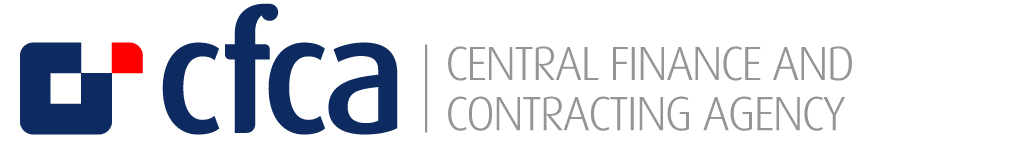 cfca
CENTRAL FINANCE AND
CONTRACTING AGENCY